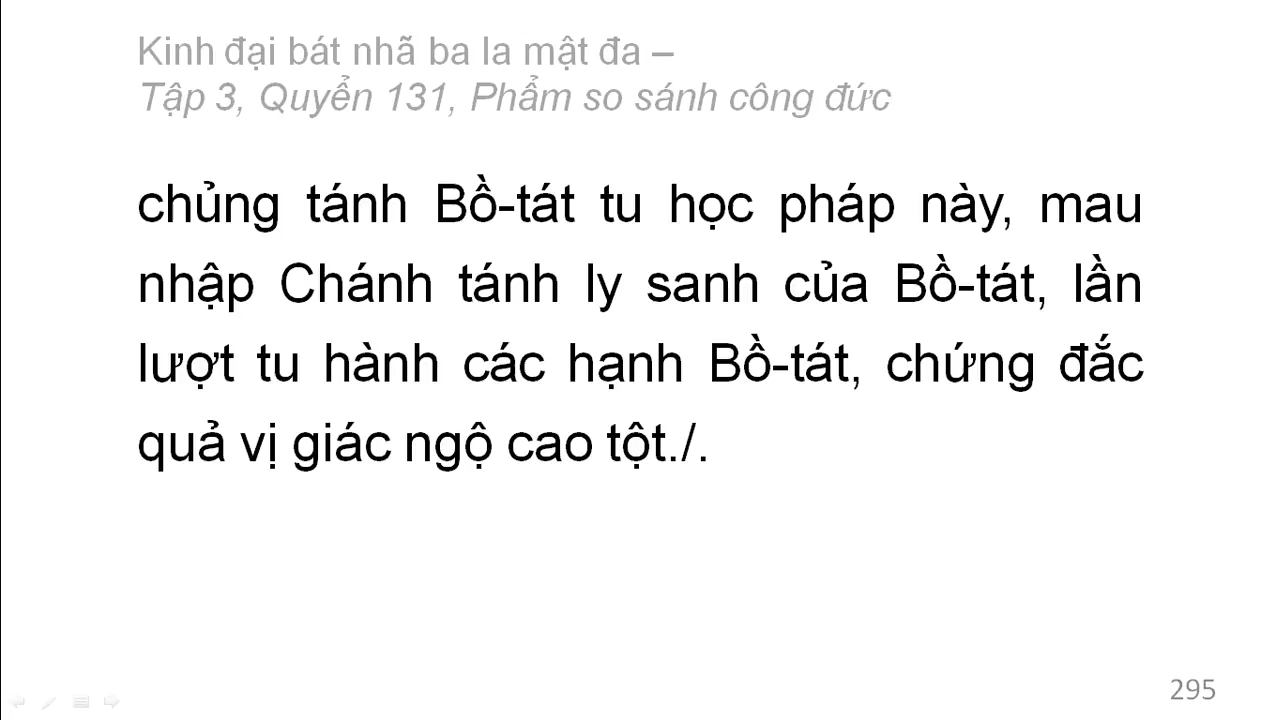 Kinh đại bát nhã ba la mật đa –
Tập 3, Quyển 131, Phẩm so sánh công đức
chủng tánh Bồ-tát tu học pháp này, mau
nhập Chánh tánh ly sanh của Bồ-tát, lần
lượt tu hành các hạnh Bồ-tát, chứng đắc
quả vị giác ngộ cao tột./.
295